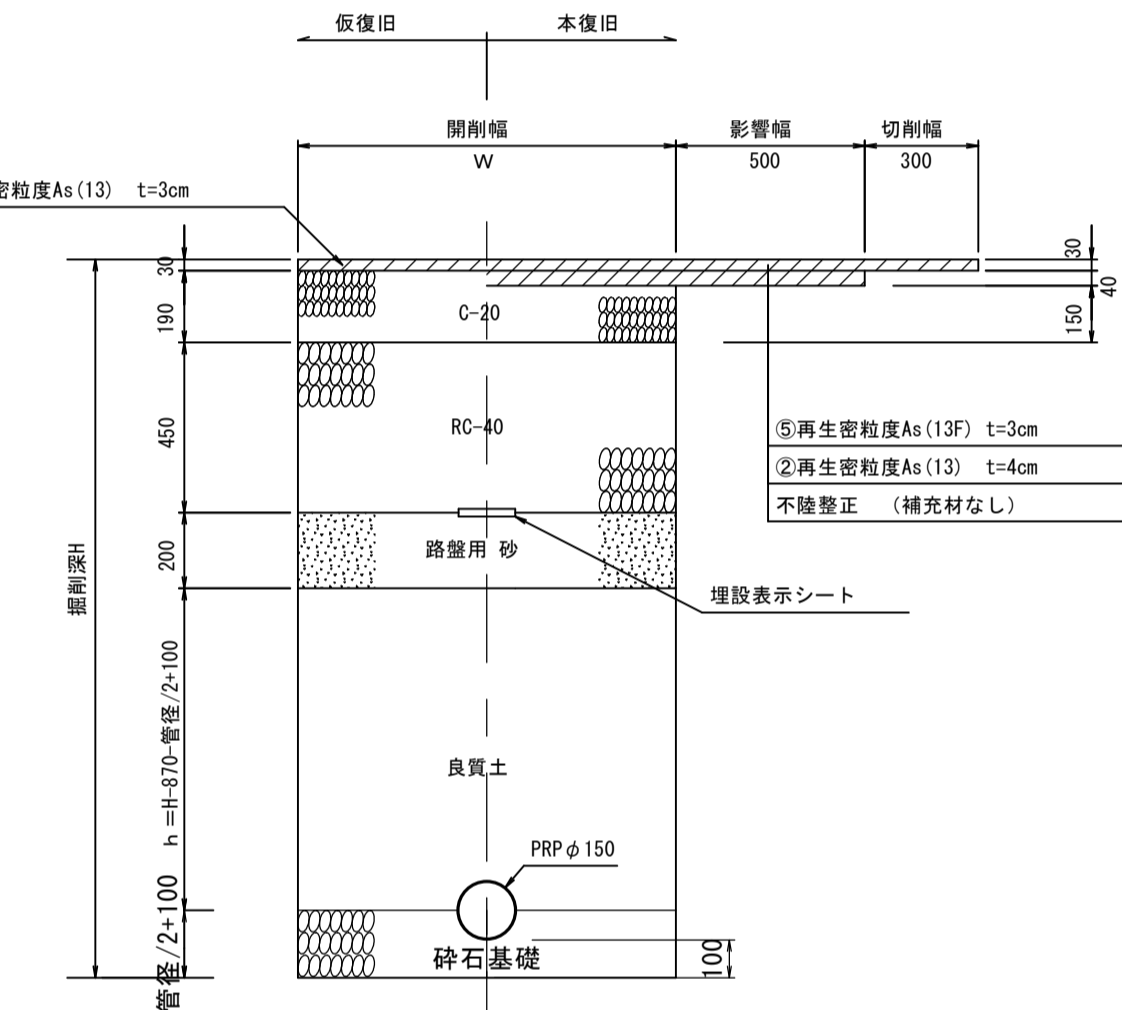 仮復旧 本復旧
開削幅 影響幅 切削幅
W 500 300
密粒度As(13) t=3cm
30
190
450
200
掘削深H
h=H-870-管径/2+100
管径/2+100
30
40
150
C-20
RC-40
⑤再生密粒度As(13F) t=3cm
②再生密粒度As(13) t=4cm
不陸整正 (補充材なし)
路盤用 砂
埋設表示シート
良質土
PRPφ150
砕石基礎
100